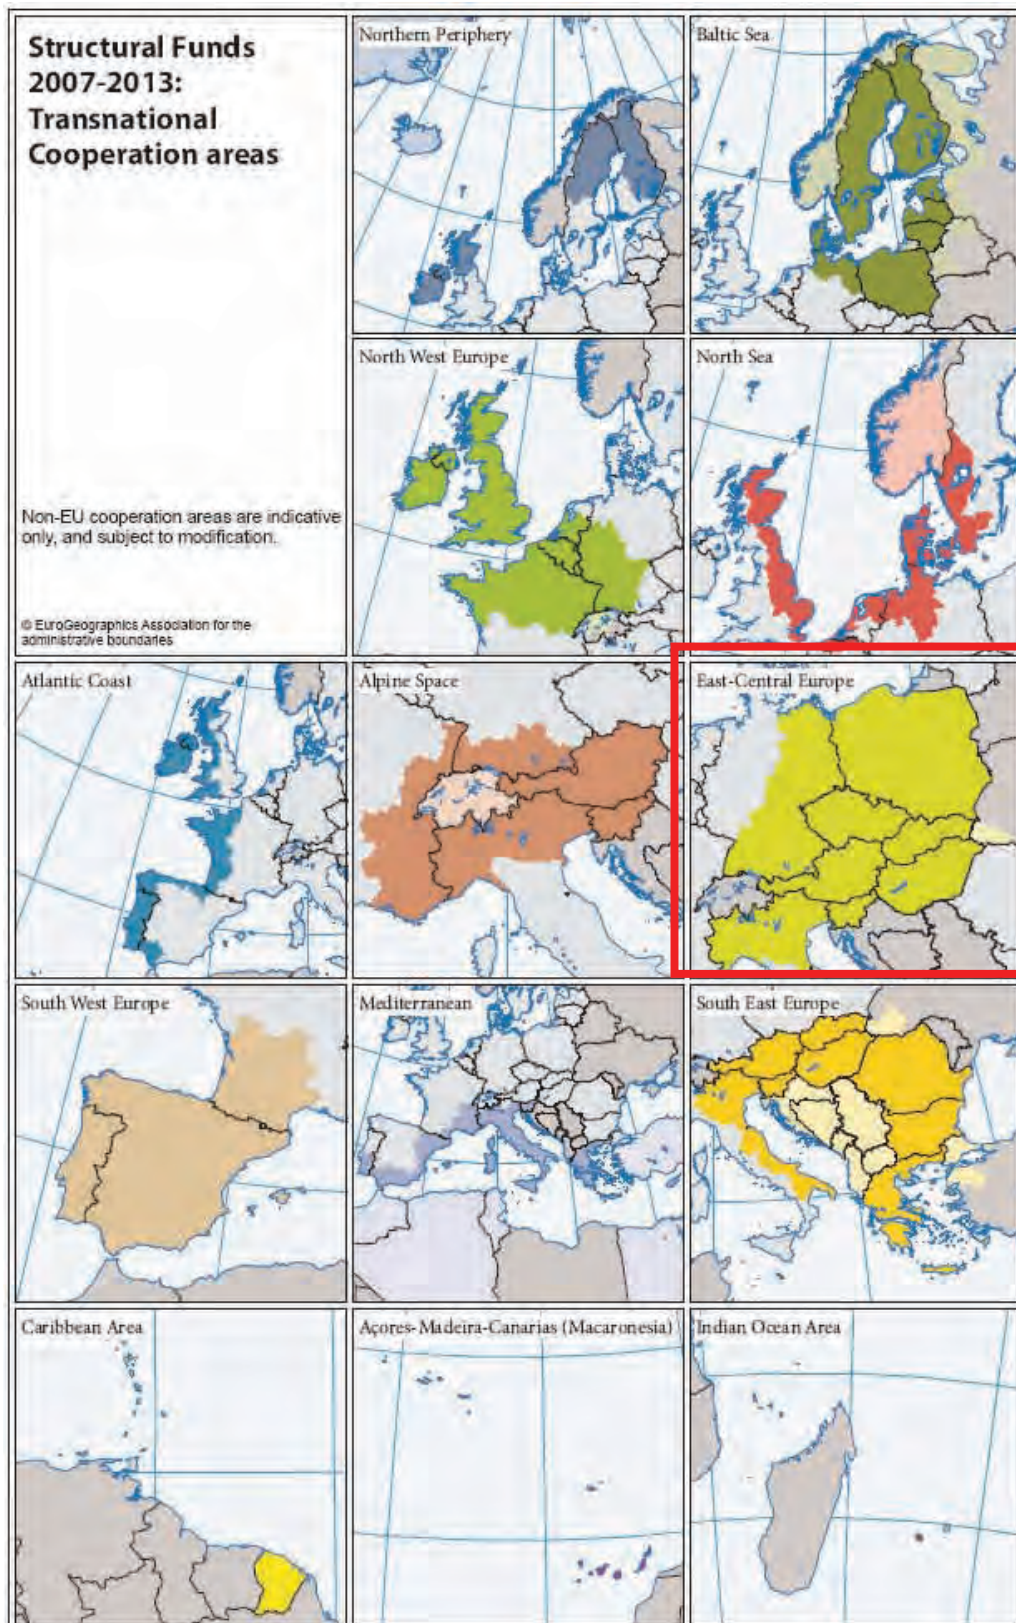 Structural Funds
2007-2013:
Transnational
Cooperation areas
Non-EU cooperation areas are indicative
only, and subject to modification.
© EuroGeographics Association for the
administrative boundaries
Northern Periphery
Baltic Sea
North West Europe
North Sea
Atlantic Coast
Alpine Space
East-Central Europe
South West Europe
Mediterranean
South East Europe
Caribbean Area
Açores-Madeira-Canarias (Macaronesia)
Indian Ocean Area